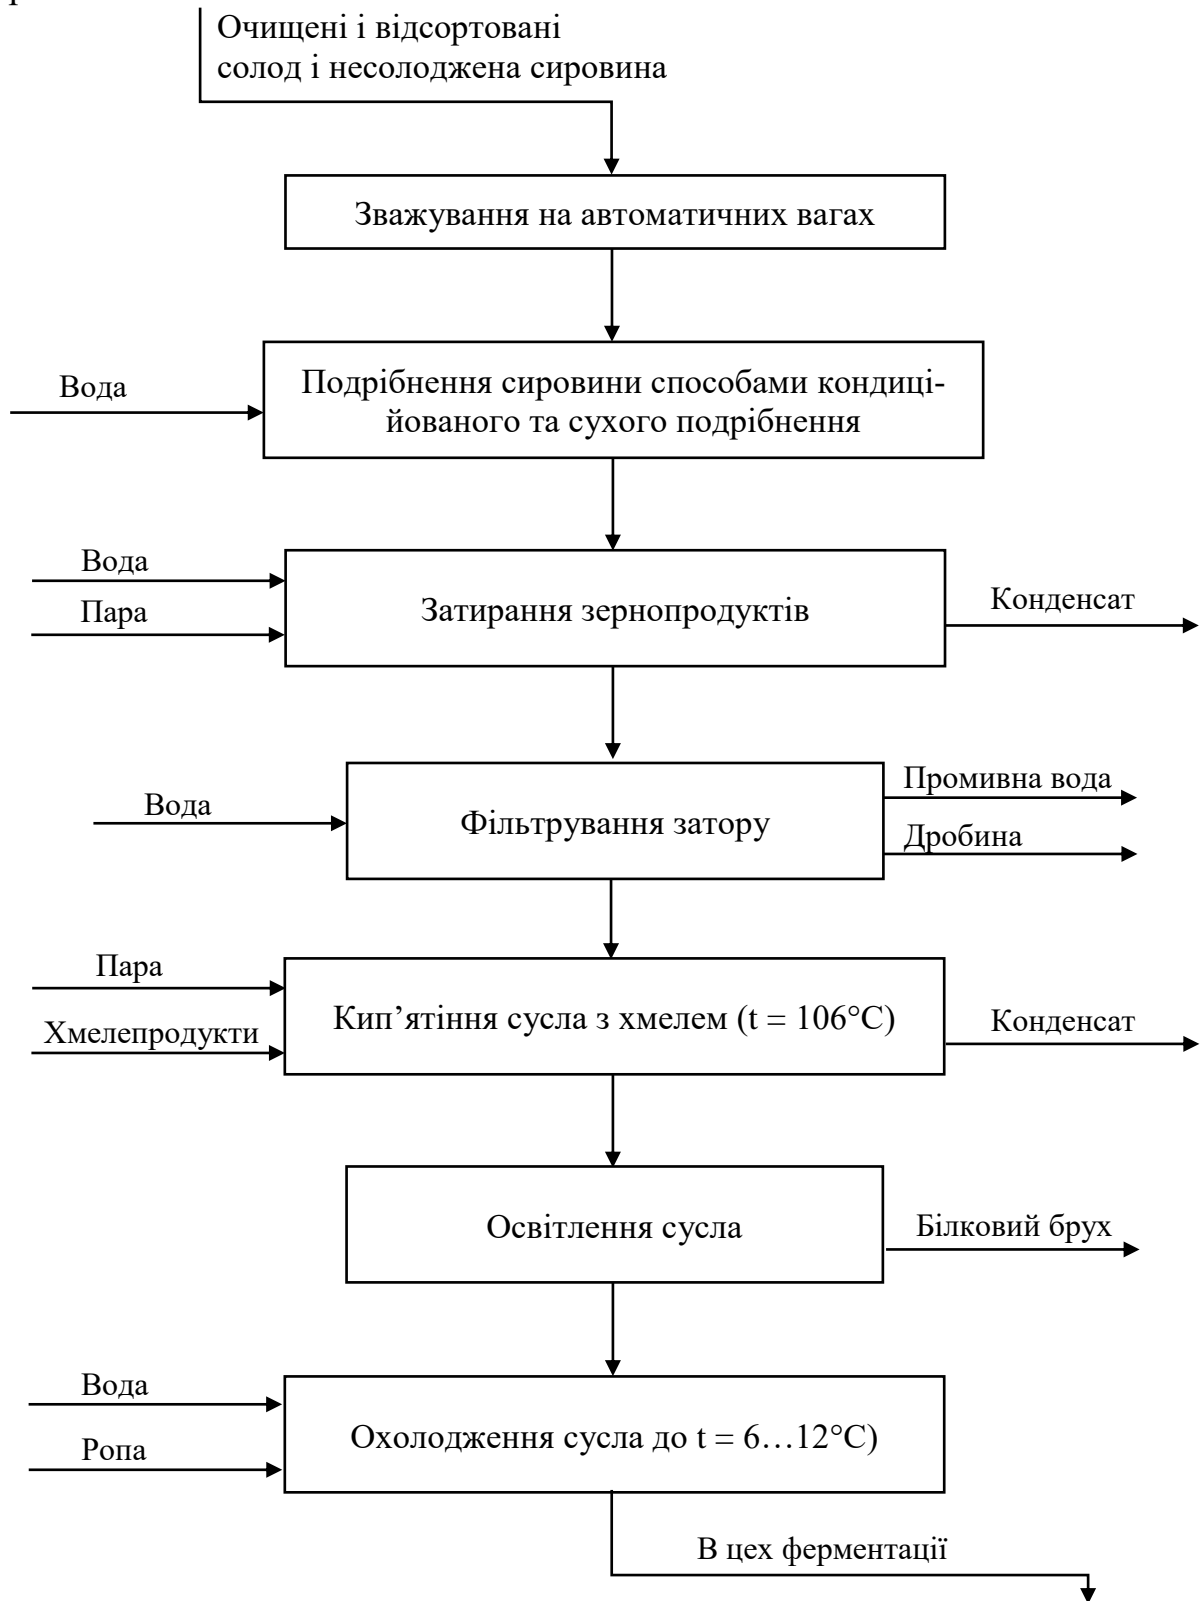 Очищені і відсортовані
солод і несолоджена сировина
Зважування на автоматичних вагах
Вода
Подрібнення сировини способами кондиці-
йованого та сухого подрібнення
Вода
Пара
Затирання зернопродуктів
Конденсат
Вода
Фільтрування затору
Промивна вода
Дробина
Пара
Хмелепродукти
Кип’ятіння сусла з хмелем (t = 106°C)
Конденсат
Освітлення сусла
Білковий брух
Вода
Ропа
Охолодження сусла до t = 6…12°C)
В цех ферментації